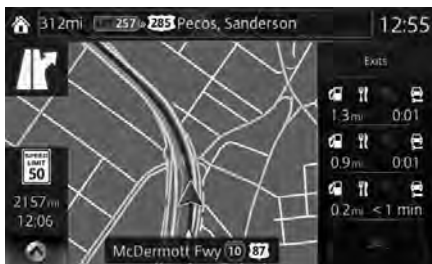 312mi 257 285 Pecos, Sanderson 12:55
Exits
1.3mi 0:01
0.9mi 0:01
0.2mi < 1 min
SPEED
LIMIT
50
2157mi
12:06
McDermott Fwy 10 87